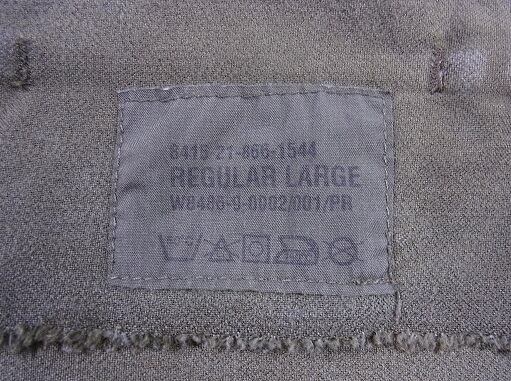 8415 21-866-1544
REGULAR LARGE
W8486-9-0002/001/PR